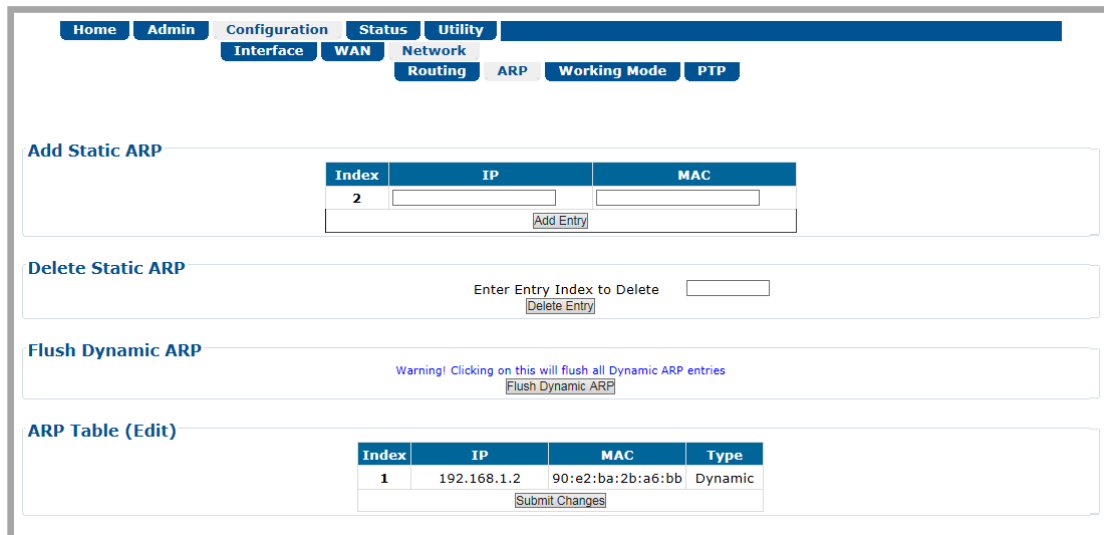 Home Admin Configuration Status Utility
Interface WAN Network
Routing ARP Working Mode PTP
Add Static ARP
Index IP MAC
2
Add Entry
Delete Static ARP
Enter Entry Index to Delete
Delete Entry
Flush Dynamic ARP
Warning! Clicking on this will flush all Dynamic ARP entries
Flush Dynamic ARP
ARP Table (Edit)
Index IP MAC Type
1 192.168.1.2 90:e2:ba:2b:a6:bb Dynamic
Submit Changes